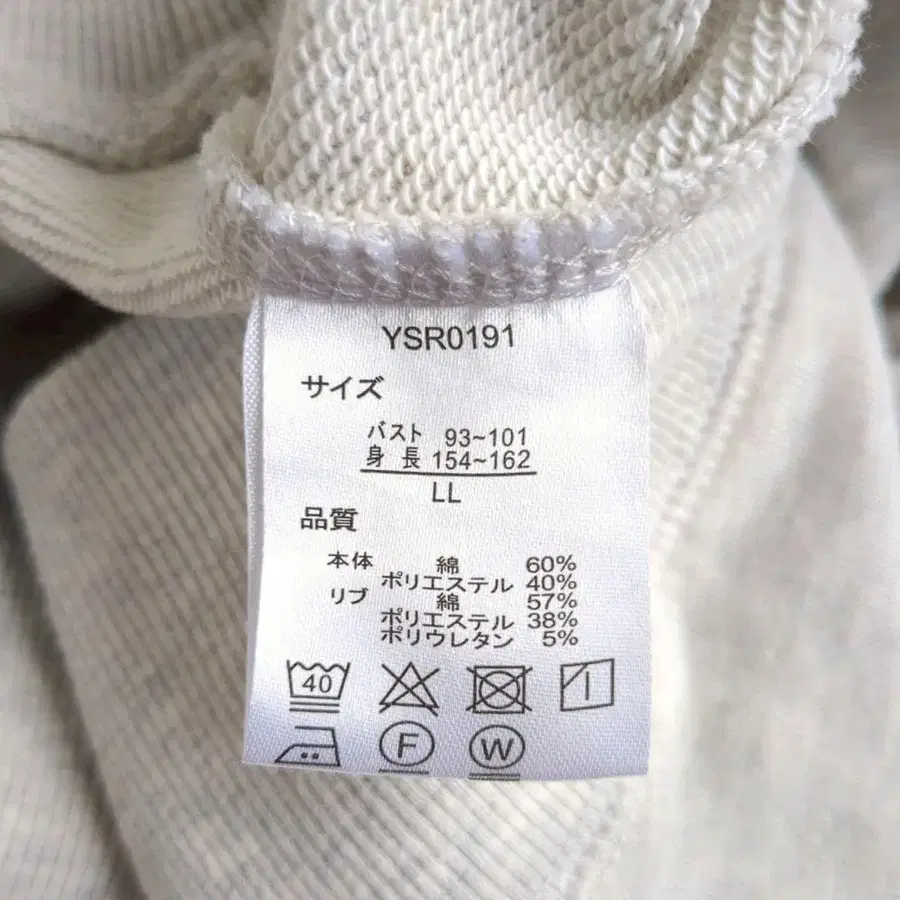 YSR0191
サイズ
バスト 93~101
身長 154~162
LL
品質
本体 綿 60%
ポリエステル 40%
リブ 綿 57%
ポリエステル 38%
ポリウレタン 5%
40
F W